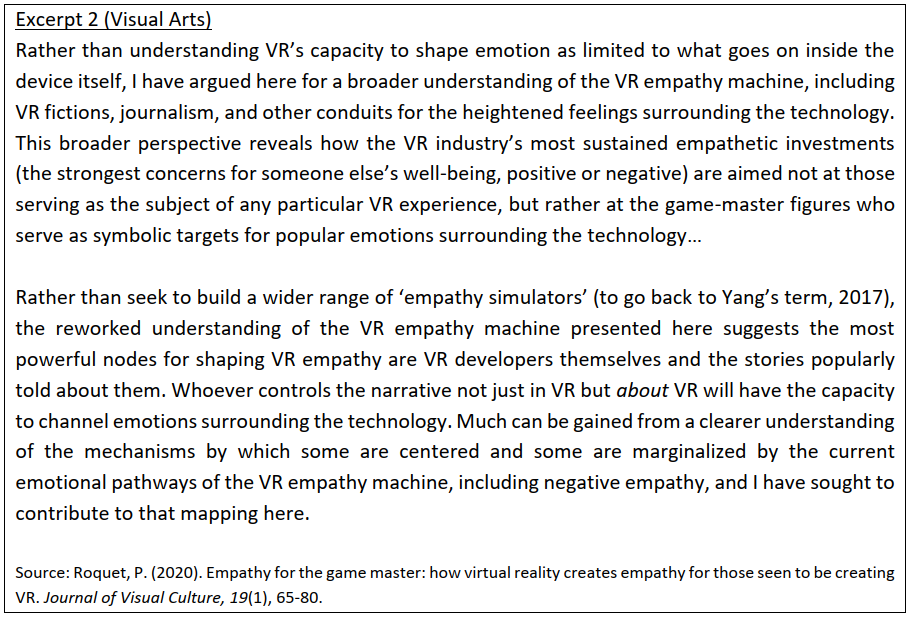 Excerpt 2 (Visual Arts)
Rather than understanding VR’s capacity to shape emotion as limited to what goes on inside the
device itself, I have argued here for a broader understanding of the VR empathy machine, including
VR fictions, journalism, and other conduits for the heightened feelings surrounding the technology.
This broader perspective reveals how the VR industry’s most sustained empathetic investments
(the strongest concerns for someone else’s well-being, positive or negative) are aimed not at those
serving as the subject of any particular VR experience, but rather at the game-master figures who
serve as symbolic targets for popular emotions surrounding the technology…
Rather than seek to build a wider range of ‘empathy simulators’ (to go back to Yang’s term, 2017),
the reworked understanding of the VR empathy machine presented here suggests the most
powerful nodes for shaping VR empathy are VR developers themselves and the stories popularly
told about them. Whoever controls the narrative not just in VR but about VR will have the capacity
to channel emotions surrounding the technology. Much can be gained from a clearer understanding
of the mechanisms by which some are centered and some are marginalized by the current
emotional pathways of the VR empathy machine, including negative empathy, and I have sought to
contribute to that mapping here.
Source: Roquet, P. (2020). Empathy for the game master: how virtual reality creates empathy for those seen to be creating
VR. Journal of Visual Culture, 19(1), 65-80.